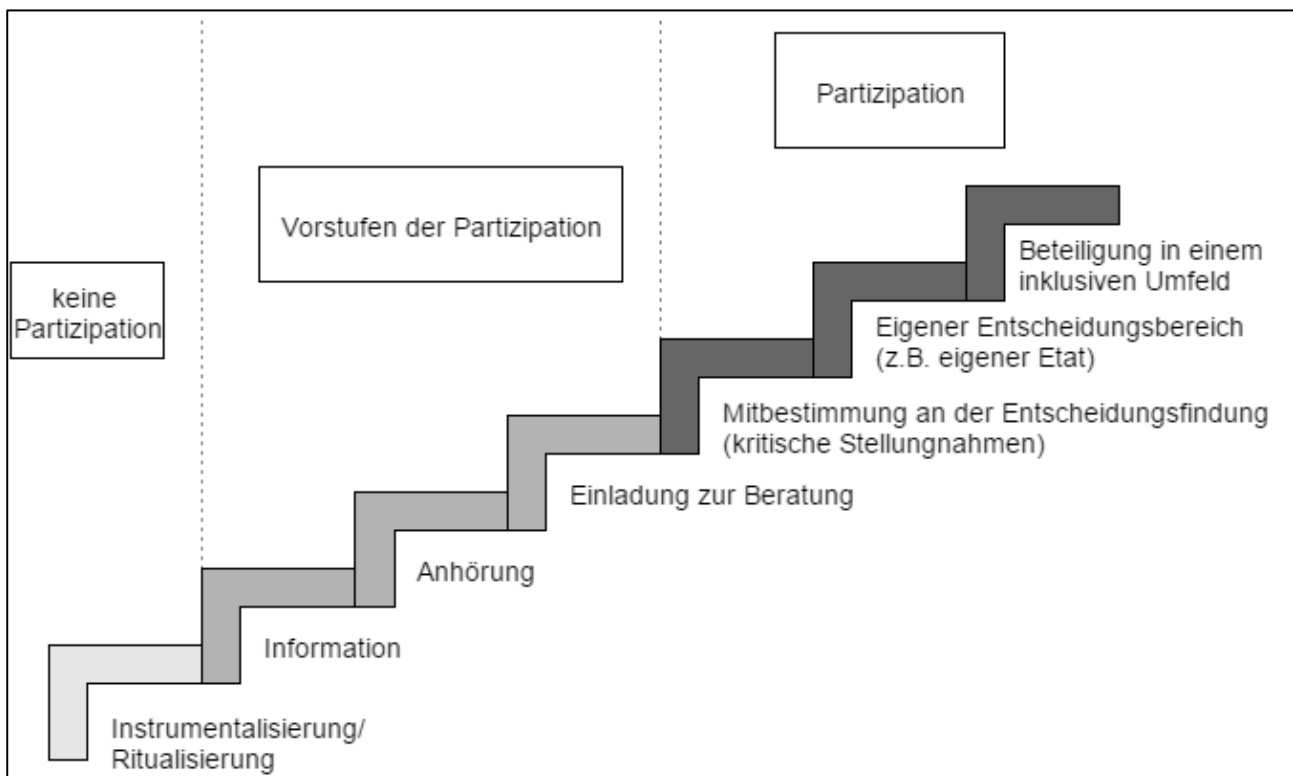 Partizipation
Vorstufen der Partizipation
keine
Partizipation
Beteiligung in einem
inklusiven Umfeld
Eigener Entscheidungsbereich
(z.B. eigener Etat)
Mitbestimmung an der Entscheidungsfindung
(kritische Stellungnahmen)
Einladung zur Beratung
Anhörung
Information
Instrumentalisierung/
Ritualisierung